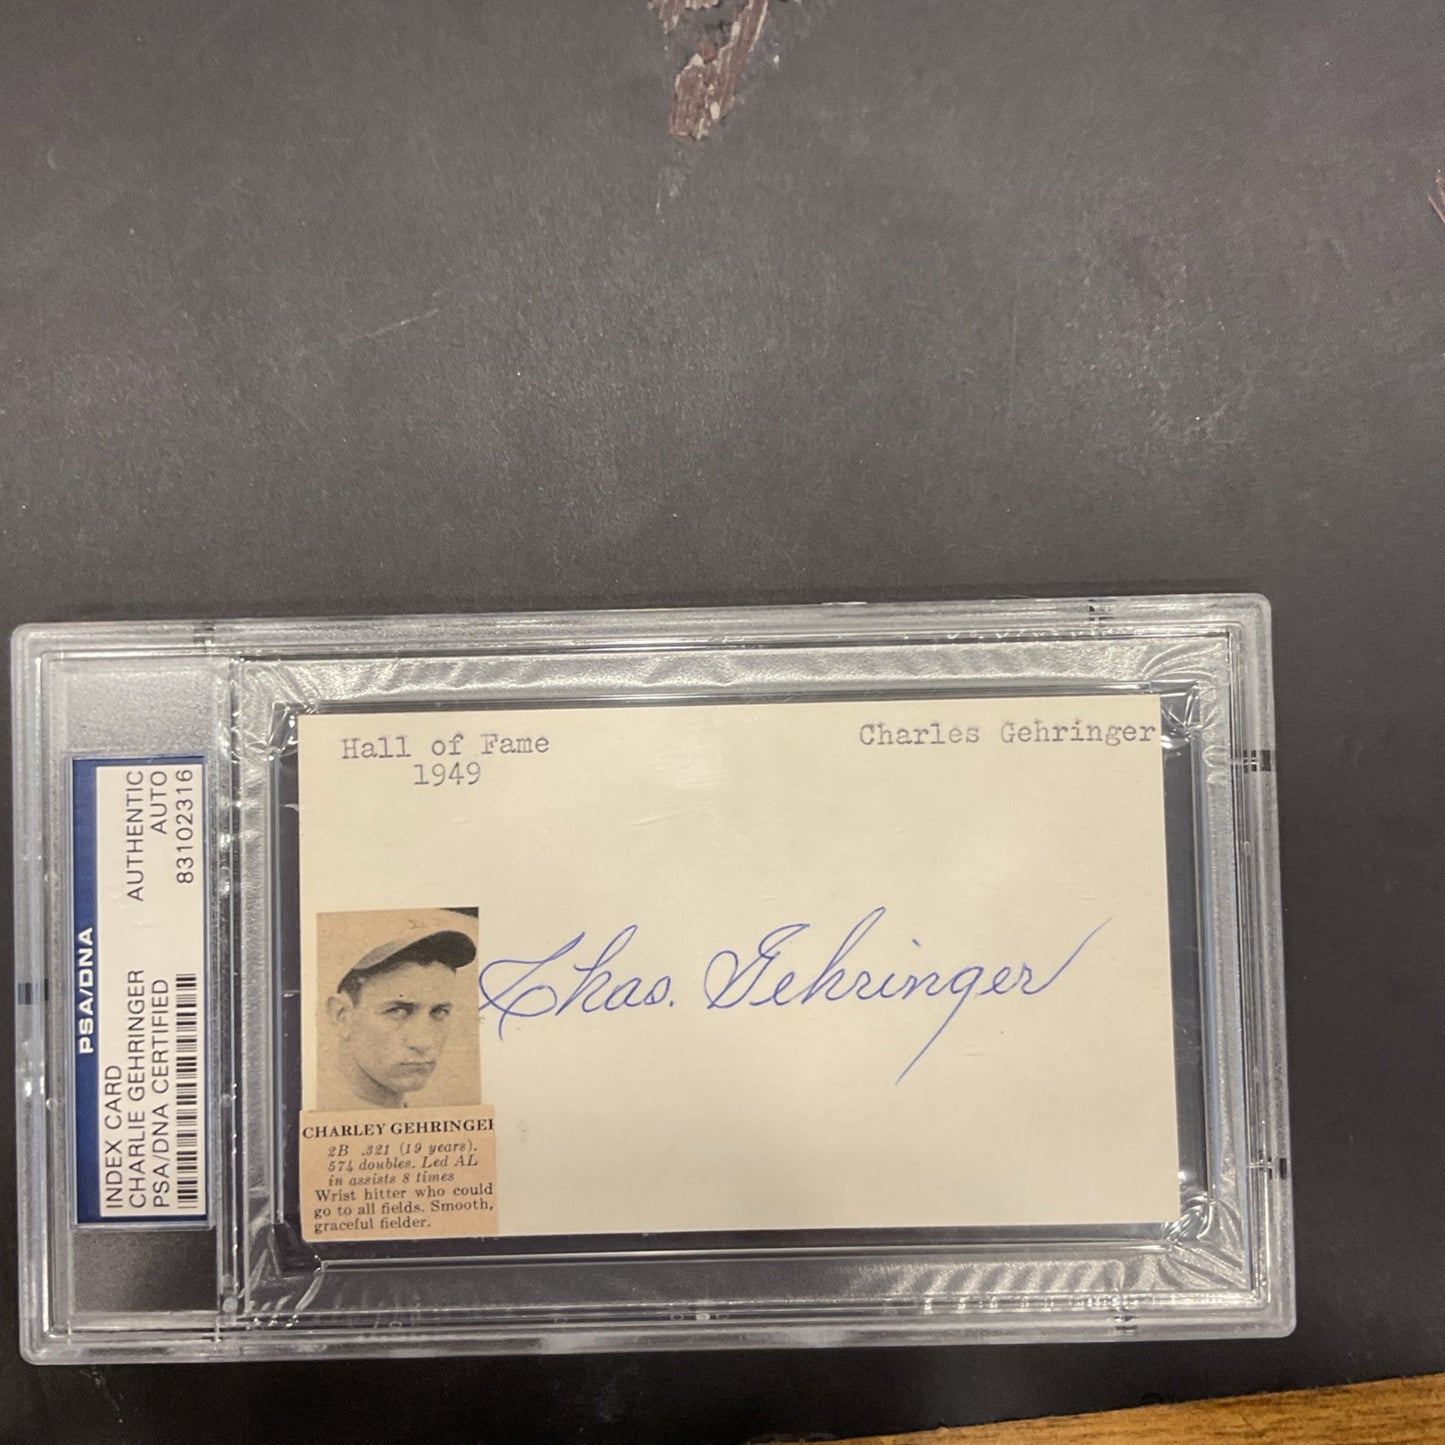 PSA/DNA
INDEX CARD
CHARLIE GEHRINGER AUTHENTIC
PSA/DNA CERTIFIED AUTO
83102316
Hall of Fame
1949
Charles Gehringer
Chas. Gehringer
CHARLEY GEHRINGER
2B .321 (19 years).
574 doubles. Led AL
in assists 8 times
Wrist hitter who could
go to all fields. Smooth,
graceful fielder.